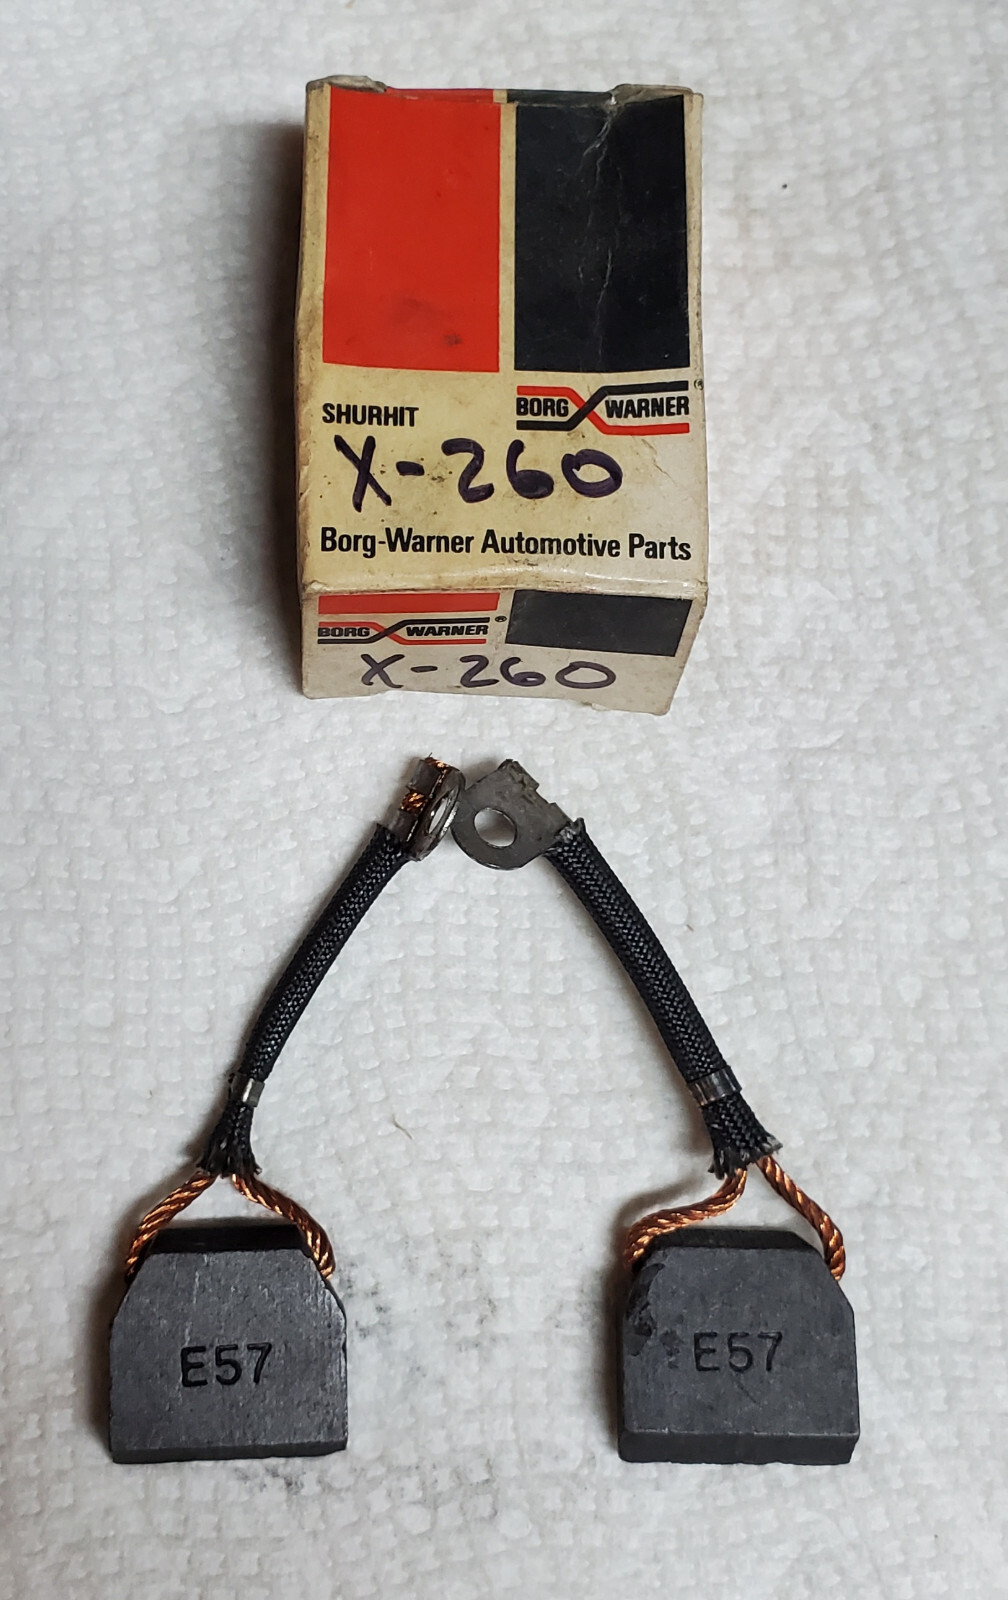 SHURHIT
BORG WARNER®
X-260
Borg-Warner Automotive Parts
BORG WARNER®
X-260
E57
E57